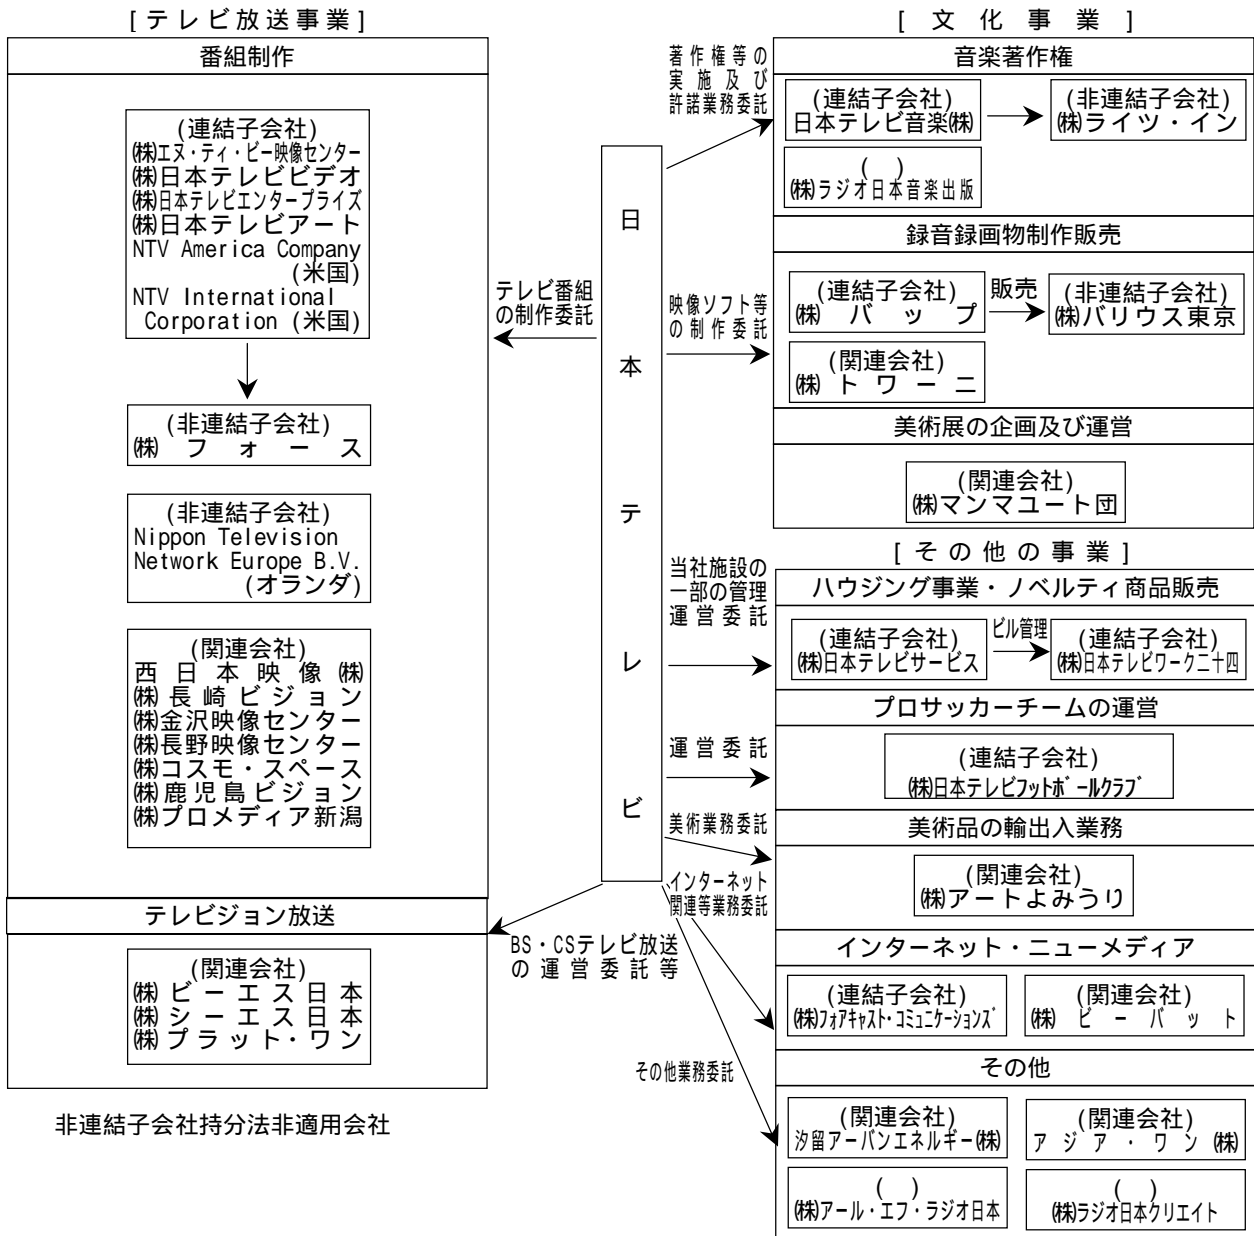 [テレビ放送事業]
番組制作
(連結子会社)
㈱エヌ・ティ・ビー映像センター
㈱日本テレビビデオ
㈱日本テレビエンタープライズ
㈱日本テレビアート
NTV America Company
(米国)
NTV International
Corporation (米国)
(非連結子会社)
㈱フォース
(非連結子会社)
Nippon Television
Network Europe B.V.
(オランダ)
(関連会社)
西日本映像㈱
㈱長崎ビジョン
㈱金沢映像センター
㈱長野映像センター
㈱コスモ・スペース
㈱鹿児島ビジョン
㈱プロメディア新潟
テレビジョン放送
(関連会社)
㈱ビーエス日本
㈱シーエス日本
㈱プラット・ワン
非連結子会社持分法非適用会社
テレビ番組
の制作委託
日本テレビ
BS・CSテレビ放送
の運営委託等
[文化事業]
著作権等の
実施及び
許諾業務委託
音楽著作権
(連結子会社)
日本テレビ音楽㈱
(非連結子会社)
㈱ライツ・イン
( )
㈱ラジオ日本音楽出版
録音録画物制作販売
映像ソフト等
の制作委託
(連結子会社)
㈱バップ
販売
(非連結子会社)
㈱バリウス東京
(関連会社)
㈱トワーニ
美術展の企画及び運営
(関連会社)
㈱マンマユート団
[その他の事業]
当社施設の
一部の管理
運営委託
ハウジング事業・ノベルティ商品販売
(連結子会社)
㈱日本テレビサービス
ビル管理
(連結子会社)
㈱日本テレビワーク二十四
プロサッカーチームの運営
運営委託
(連結子会社)
㈱日本テレビフットボールクラブ
美術品の輸出入業務
美術業務委託
(関連会社)
㈱アートよみうり
インターネット
関連等業務委託
インターネット・ニューメディア
(連結子会社)
㈱フォアキャスト・コミュニケーションズ
(関連会社)
㈱ビーバット
その他
その他業務委託
(関連会社)
汐留アーバンエネルギー㈱
(関連会社)
アジア・ワン㈱
( )
㈱アール・エフ・ラジオ日本
( )
㈱ラジオ日本クリエイト